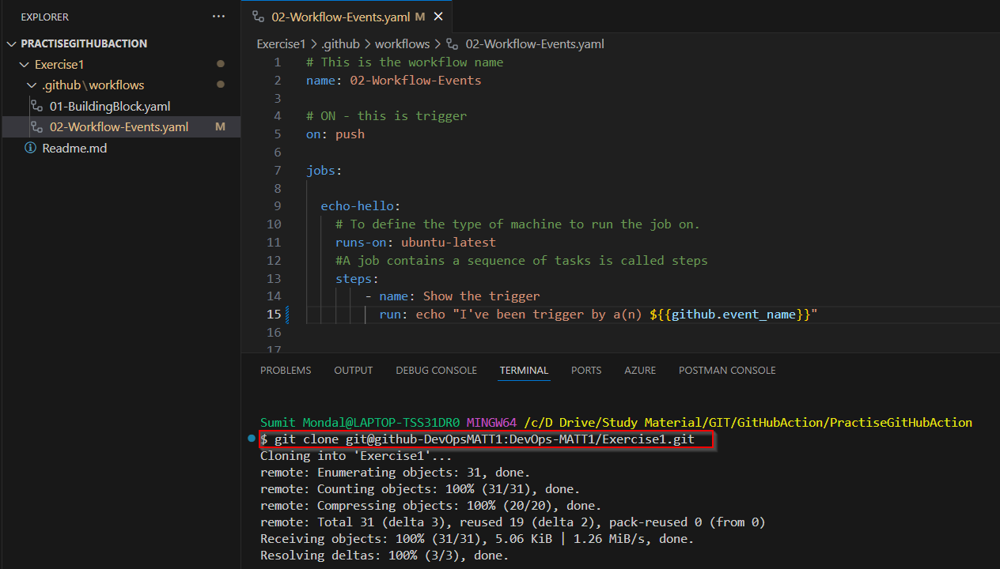 EXPLORER ...
PRACTISEGITHUBACTION
Exercise1
.github\workflows
01-BuildingBlock.yaml
02-Workflow-Events.yaml M
Readme.md
02-Workflow-Events.yaml M
Exercise1 > .github > workflows > 02-Workflow-Events.yaml
1 # This is the workflow name
2 name: 02-Workflow-Events
3
4 # ON - this is trigger
5 on: push
6
7 jobs:
8
9 echo-hello:
10 # To define the type of machine to run the job on.
11 runs-on: ubuntu-latest
12 #A job contains a sequence of tasks is called steps
13 steps:
14 - name: Show the trigger
15 run: echo "I've been trigger by a(n) ${{github.event_name}}"
16
17
PROBLEMS OUTPUT DEBUG CONSOLE TERMINAL PORTS AZURE POSTMAN CONSOLE
Sumit Mondal@LAPTOP-TSS31DR0 MINGW64 /c/D Drive/Study Material/GIT/GitHubAction/PractiseGitHubAction
$ git clone git@github-DevOpsMATT1:DevOps-MATT1/Exercise1.git
Cloning into 'Exercise1'...
remote: Enumerating objects: 31, done.
remote: Counting objects: 100% (31/31), done.
remote: Compressing objects: 100% (20/20), done.
remote: Total 31 (delta 3), reused 19 (delta 2), pack-reused 0 (from 0)
Receiving objects: 100% (31/31), 5.06 KiB | 1.26 MiB/s, done.
Resolving deltas: 100% (3/3), done.